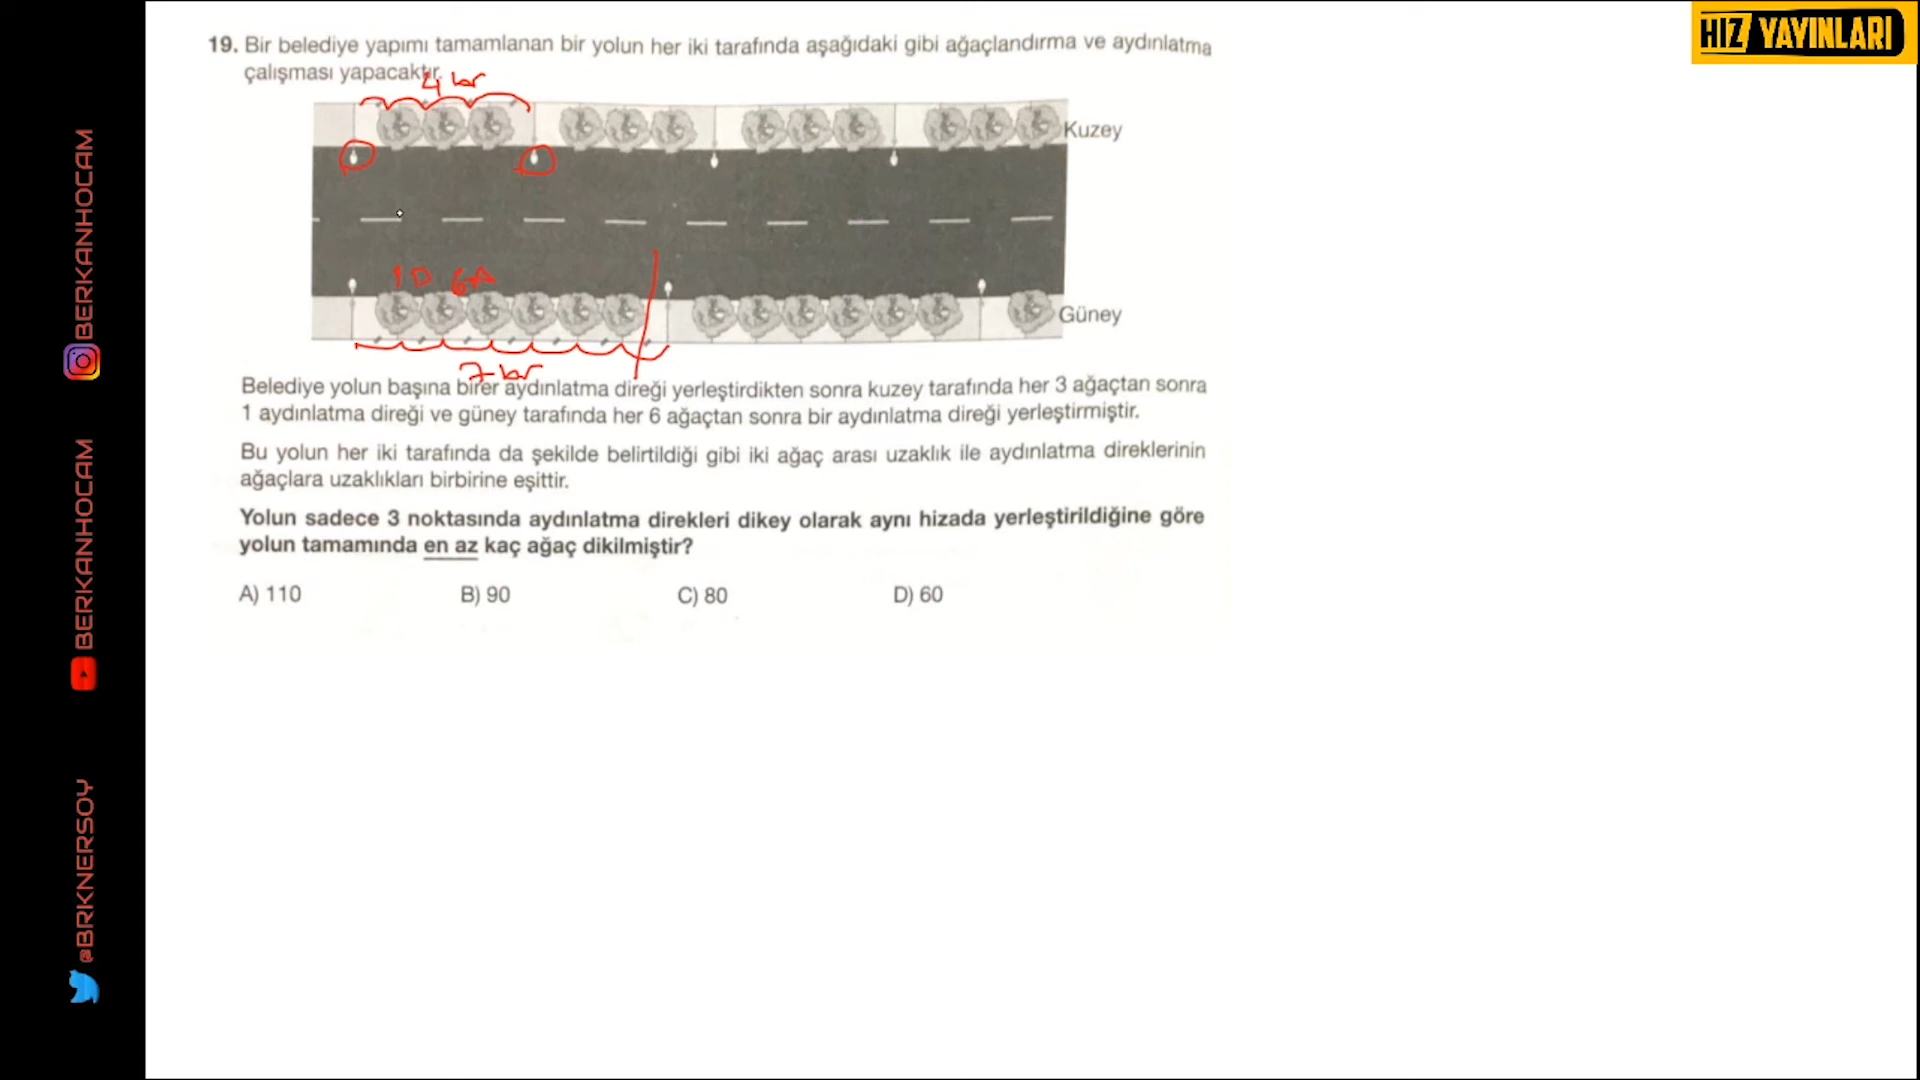 HIZ YAYINLARI
19. Bir belediye yapımı tamamlanan bir yolun her iki tarafında aşağıdaki gibi ağaçlandırma ve aydınlatma
çalışması yapacaktır.
4 br
Kuzey
1D 6A
Güney
7 br
Belediye yolun başına birer aydınlatma direği yerleştirdikten sonra kuzey tarafında her 3 ağaçtan sonra
1 aydınlatma direği ve güney tarafında her 6 ağaçtan sonra bir aydınlatma direği yerleştirmiştir.
Bu yolun her iki tarafında da şekilde belirtildiği gibi iki ağaç arası uzaklık ile aydınlatma direklerinin
ağaçlara uzaklıkları birbirine eşittir.
Yolun sadece 3 noktasında aydınlatma direkleri dikey olarak aynı hizada yerleştirildiğine göre
yolun tamamında en az kaç ağaç dikilmiştir?
A) 110 B) 90 C) 80 D) 60
BERKANHOCAM
BERKANHOCAM
@BRKNERSOY